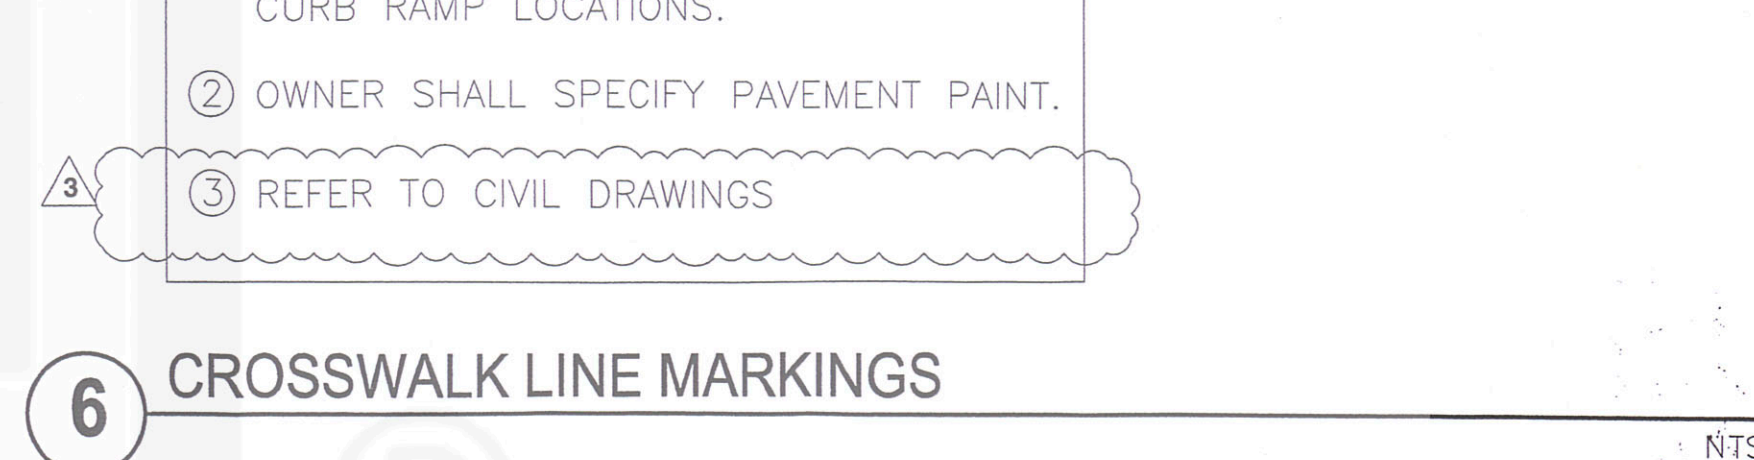 CURB RAMP LOCATIONS.
② OWNER SHALL SPECIFY PAVEMENT PAINT.
3 ③ REFER TO CIVIL DRAWINGS
6 CROSSWALK LINE MARKINGS
NTS